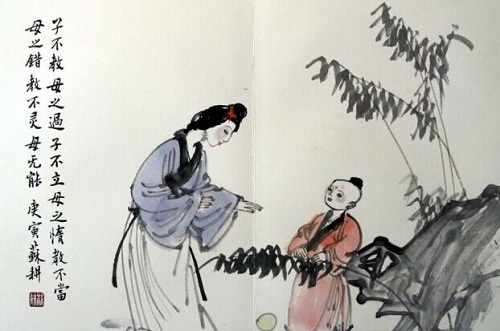 子不教母之過子不立母之惰教不當
母之错教不灵母无能 庚寅蘇耕